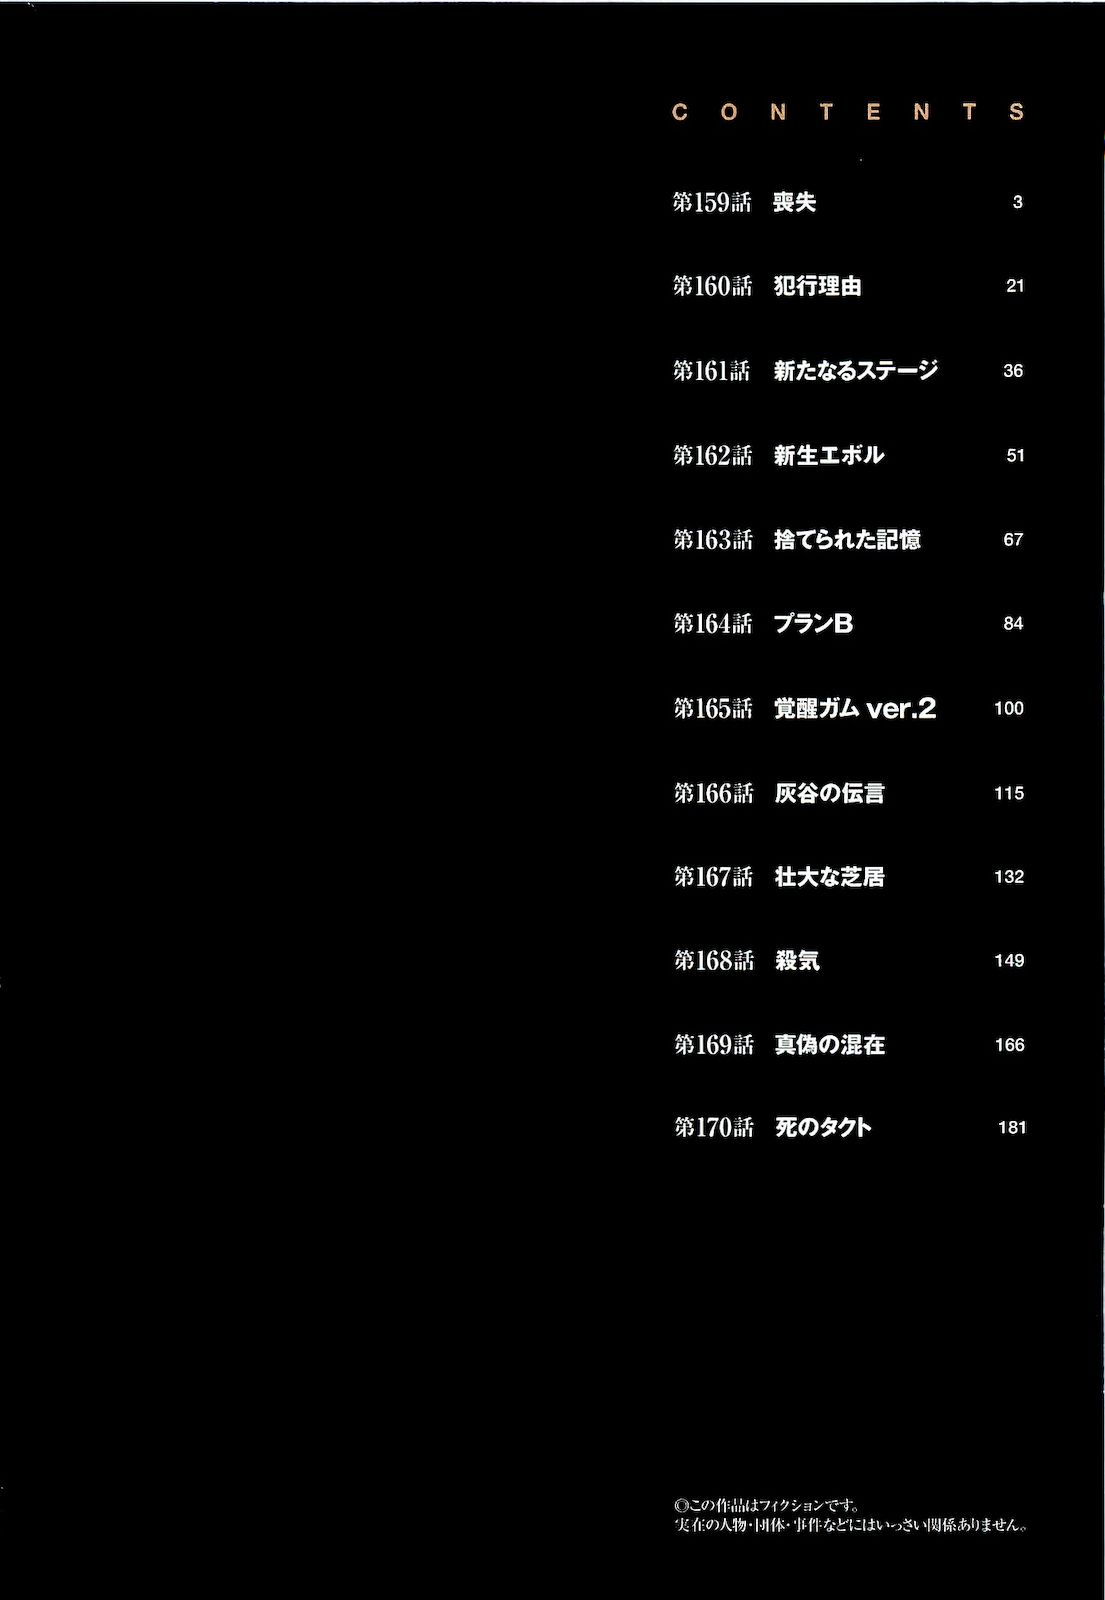 CONTENTS
第159話 喪失 3
第160話 犯行理由 21
第161話 新たなるステージ 36
第162話 新生エボル 51
第163話 捨てられた記憶 67
第164話 プランB 84
第165話 覚醒ガム ver.2 100
第166話 灰谷の伝言 115
第167話 壮大な芝居 132
第168話 殺気 149
第169話 真偽の混在 166
第170話 死のタクト 181
◎この作品はフィクションです。
実在の人物・団体・事件などにはいっさい関係ありません。